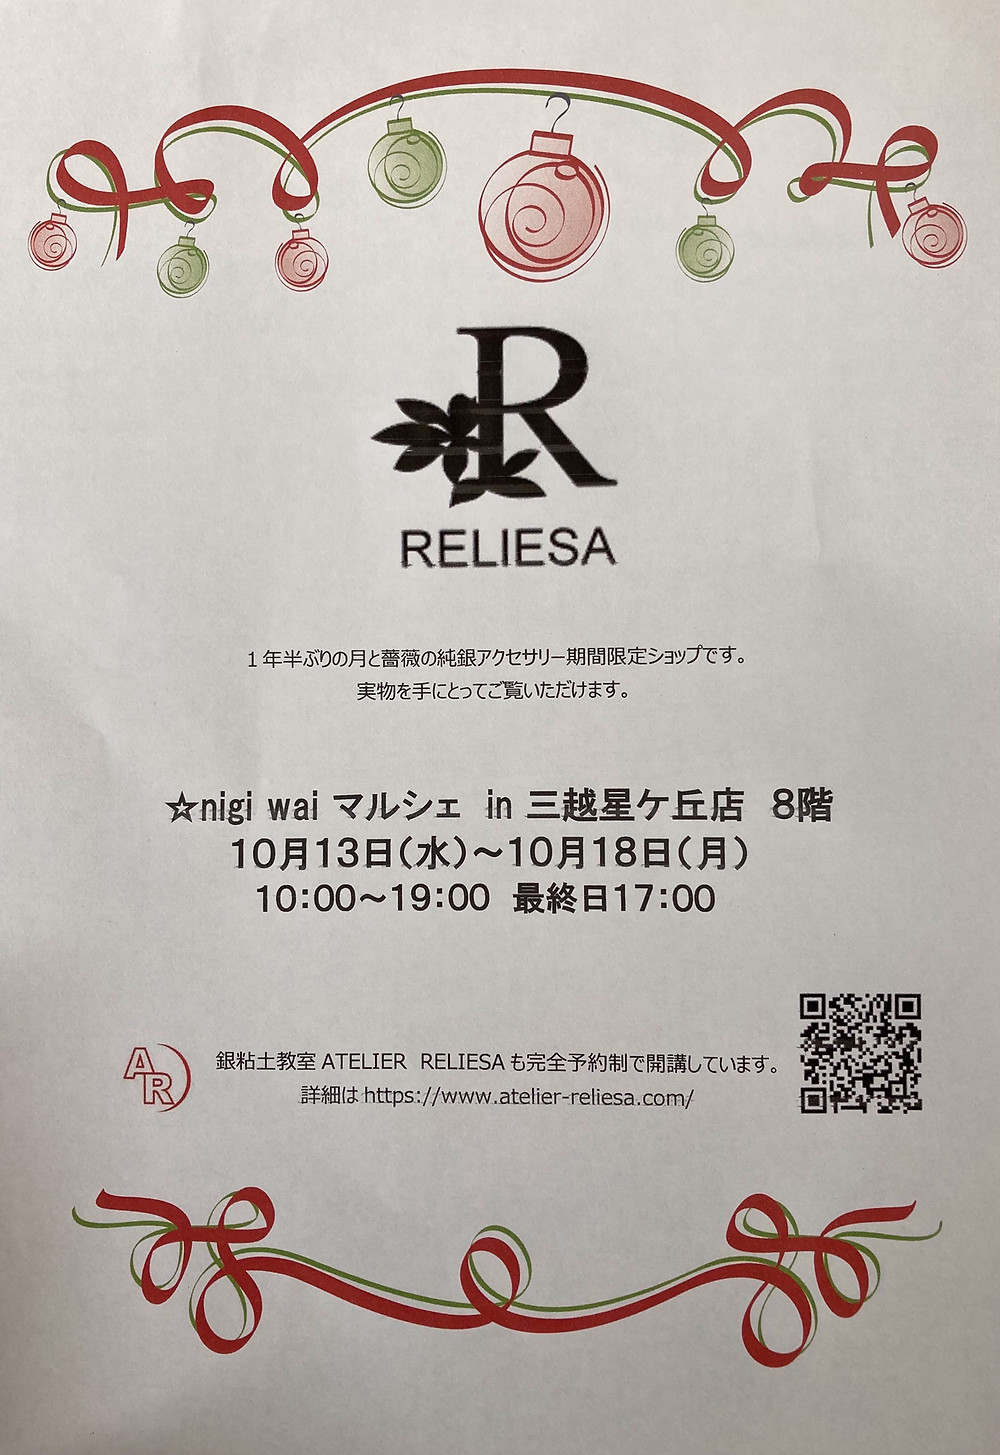 R
RELIESA
1年半ぶりの月と薔薇の純銀アクセサリー期間限定ショップです。
実物を手にとってご覧いただけます。
☆nigi wai マルシェ in 三越星ケ丘店 8階
10月13日(水)~10月18日(月)
10:00~19:00 最終日17:00
AR
銀粘土教室 ATELIER RELIESA も完全予約制で開講しています。
詳細は https://www.atelier-reliesa.com/